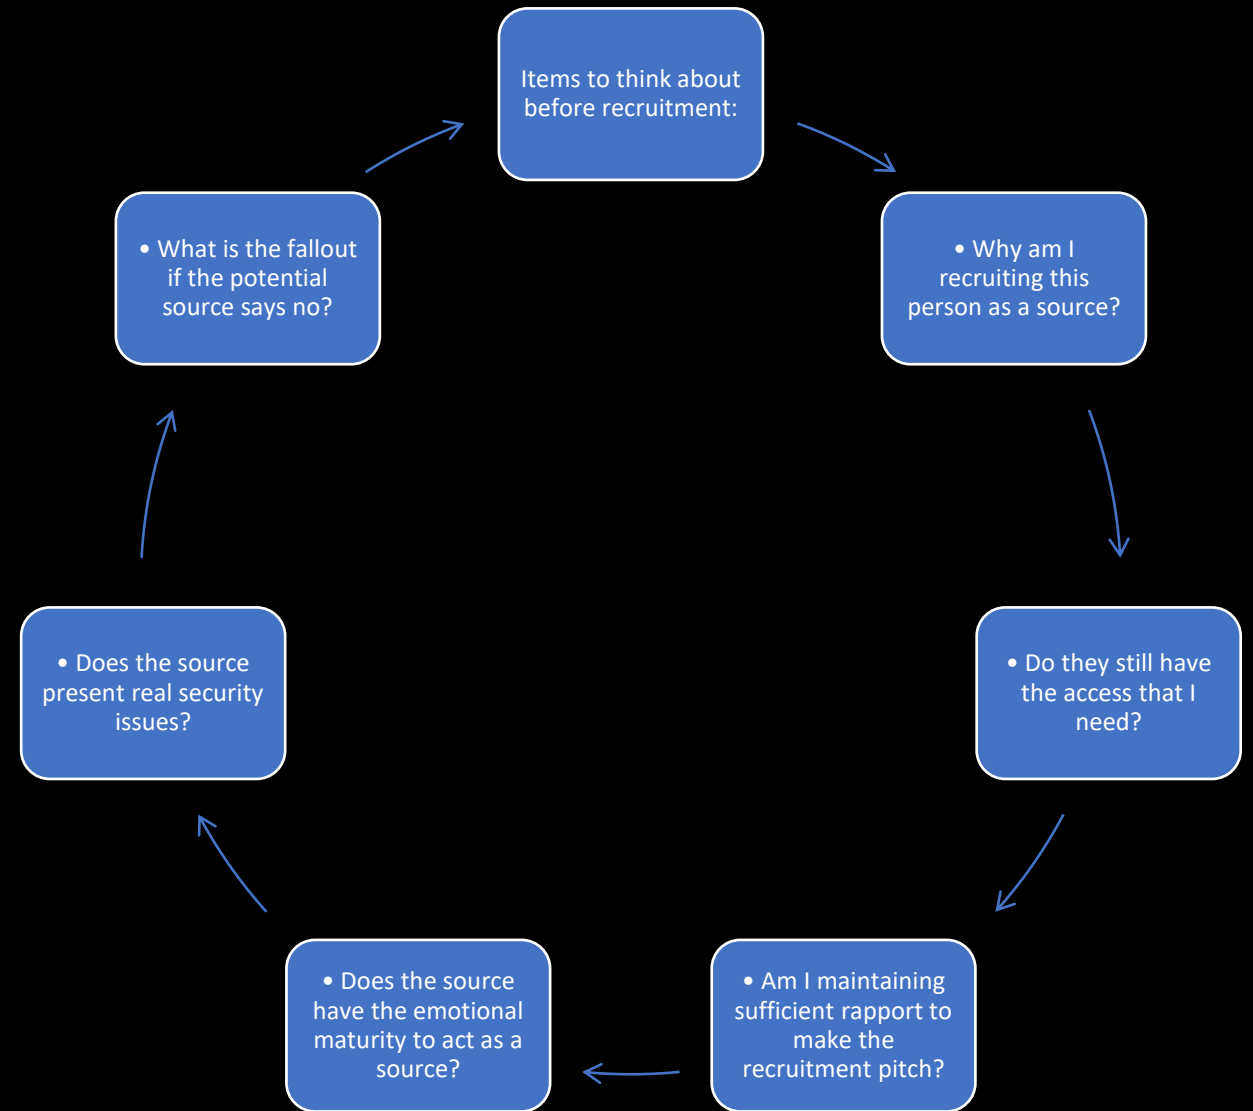 Items to think about
before recruitment:
• Why am I
recruiting this
person as a source?
• Do they still have
the access that I
need?
• Am I maintaining
sufficient rapport to
make the
recruitment pitch?
• Does the source
have the emotional
maturity to act as a
source?
• Does the source
present real security
issues?
• What is the fallout
if the potential
source says no?